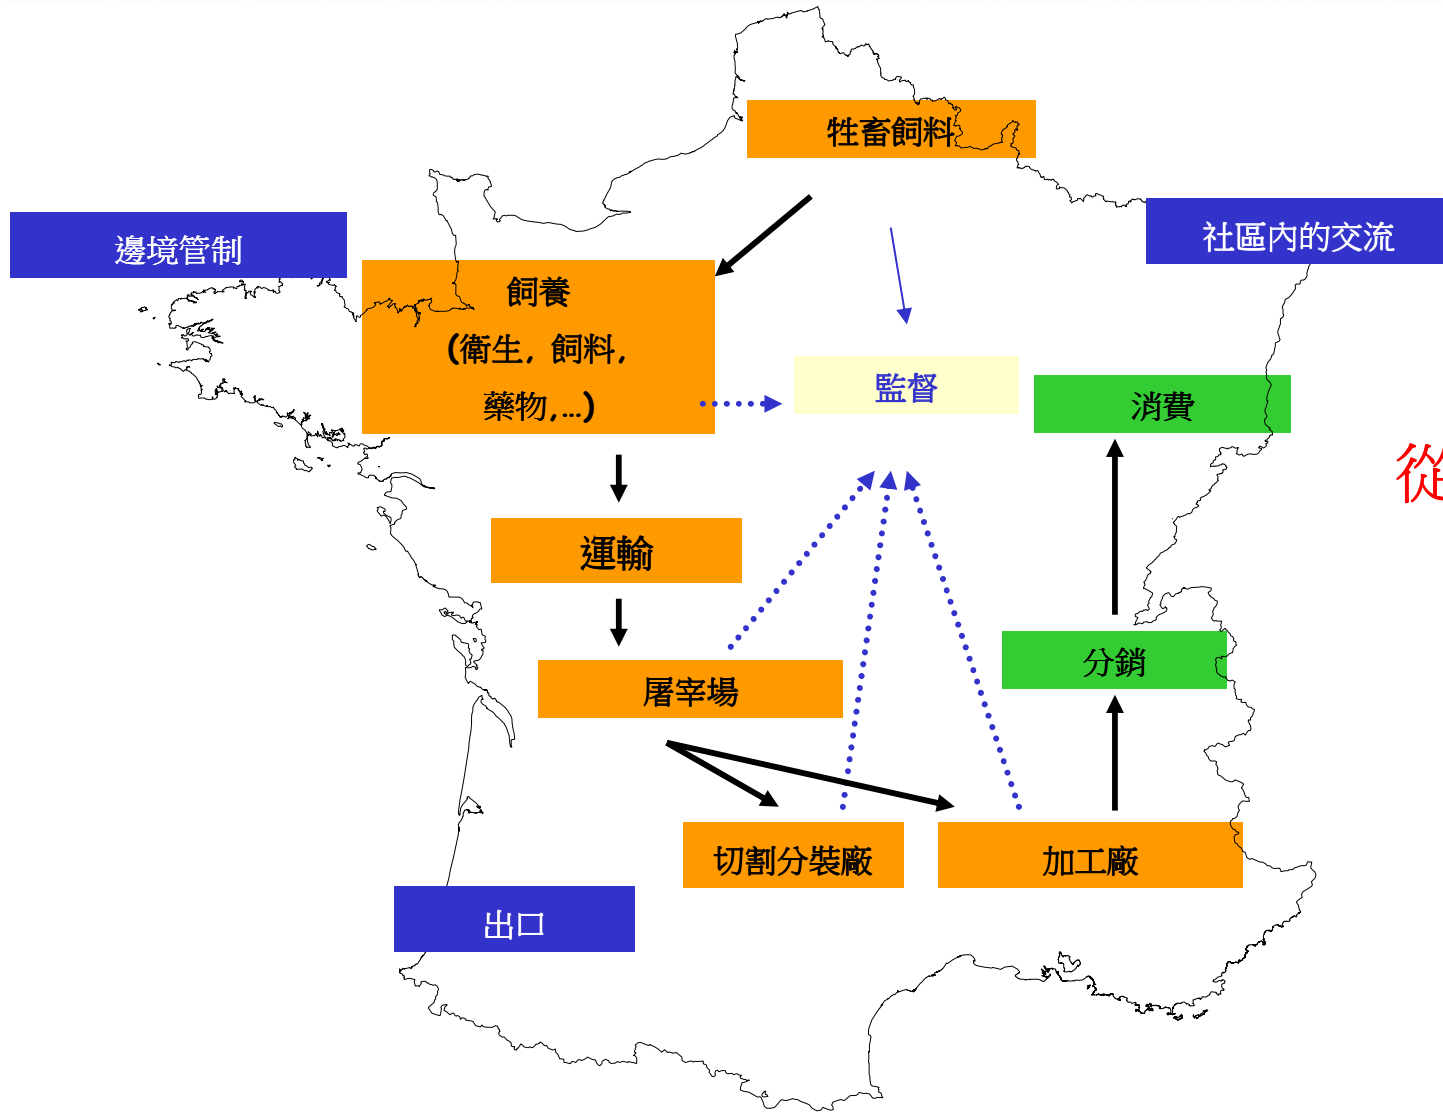 牲畜飼料
邊境管制
社區內的交流
飼養
(衛生, 飼料,
藥物,...)
監督
消費
從
運輸
分銷
屠宰場
切割分裝廠
加工廠
出口